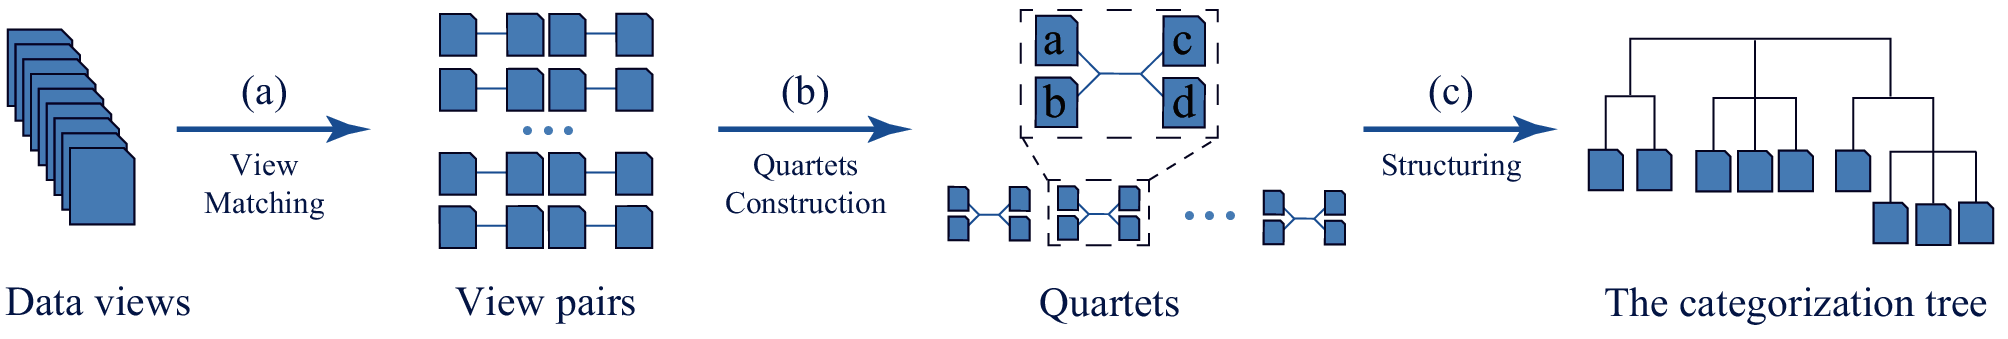 (a)
View
Matching
(b)
Quartets
Construction
a
c
b
d
(c)
Structuring
Data views
View pairs
Quartets
The categorization tree